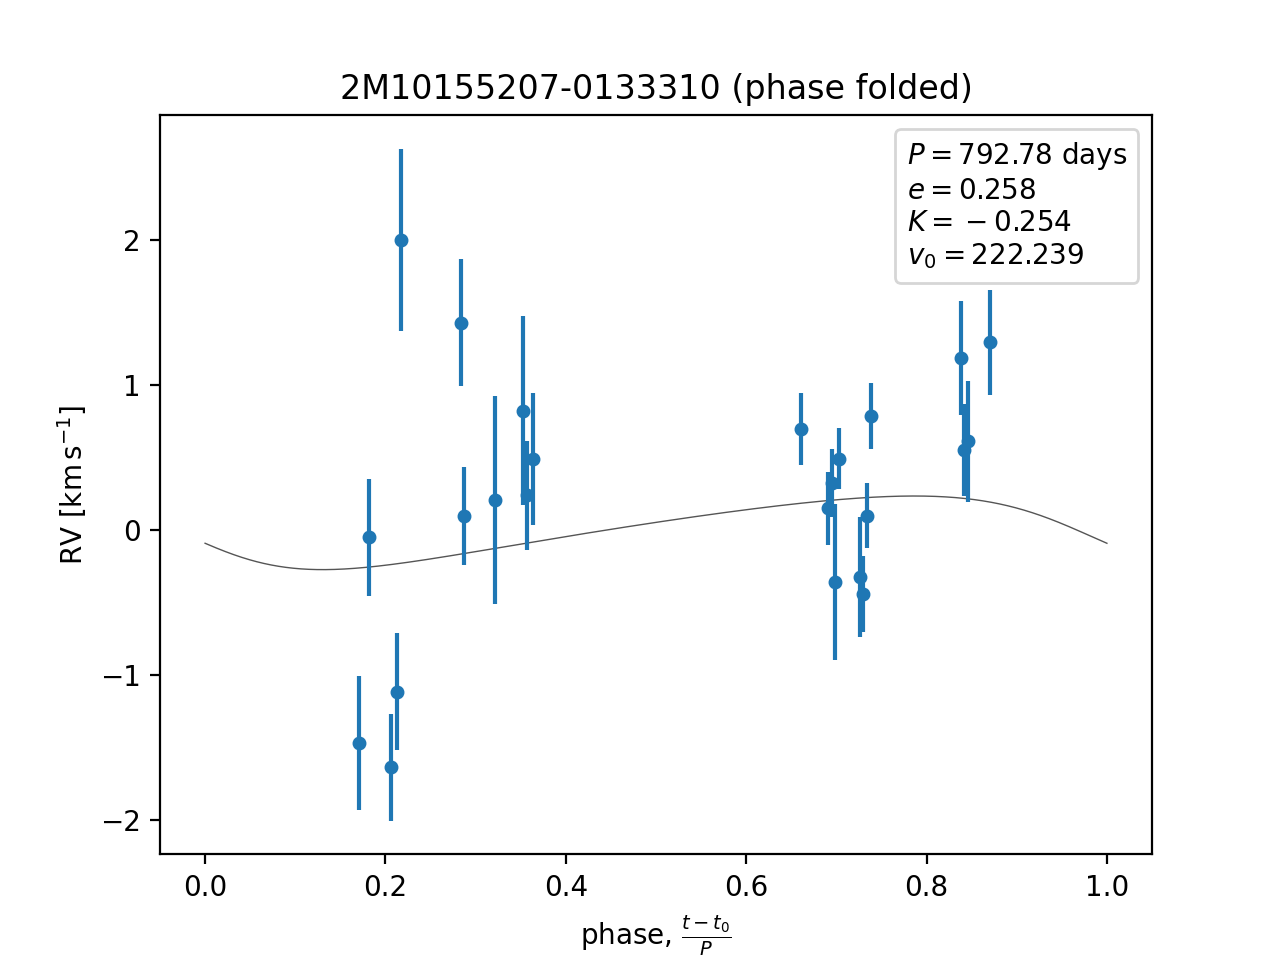 2M10155207-0133310 (phase folded)
P = 792.78 days
e = 0.258
K = −0.254
v₀ = 222.239
2
1
0
−1
−2
RV [km s⁻¹]
0.0 0.2 0.4 0.6 0.8 1.0
phase, (t − t₀)/P